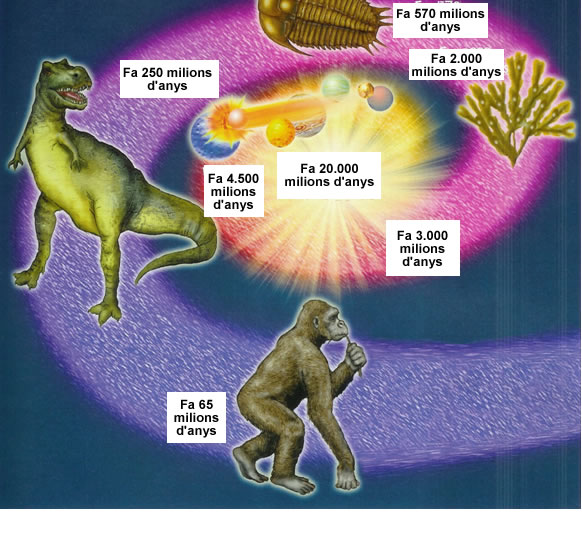 Fa 570 milions
d'anys
Fa 2.000
milions d'anys
Fa 250 milions
d'anys
Fa 20.000
milions d'anys
Fa 4.500
milions
d'anys
Fa 3.000
milions
d'anys
Fa 65
milions
d'anys